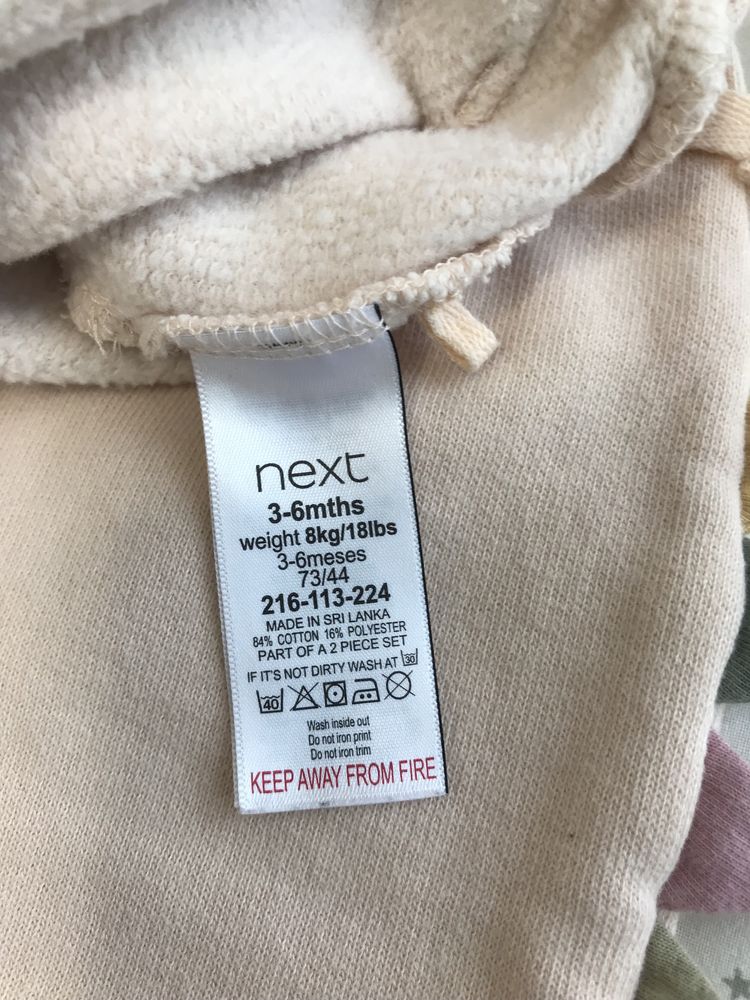 next
3-6mths
weight 8kg/18lbs
3-6meses
73/44
216-113-224
MADE IN SRI LANKA
84% COTTON 16% POLYESTER
PART OF A 2 PIECE SET
IF IT'S NOT DIRTY WASH AT 30
40
Wash inside out
Do not iron print
Do not iron trim
KEEP AWAY FROM FIRE